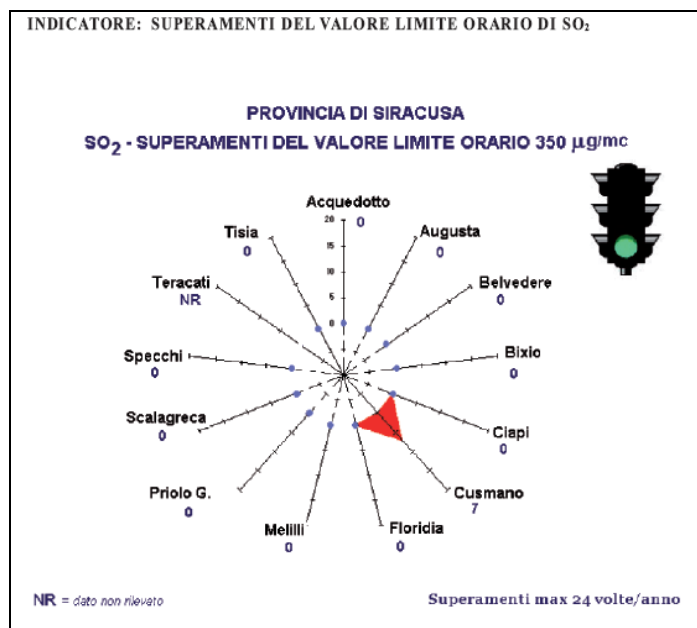 INDICATORE: SUPERAMENTI DEL VALORE LIMITE ORARIO DI SO₂
PROVINCIA DI SIRACUSA
SO₂ - SUPERAMENTI DEL VALORE LIMITE ORARIO 350 µg/mc
Acquedotto
0
Augusta
0
Belvedere
0
Bixio
0
Ciapi
0
Cusmano
7
Floridia
0
Melilli
0
Priolo G.
0
Scalagreca
0
Specchi
0
Teracati
NR
Tisia
0
20
15
10
5
0
NR = dato non rilevato
Superamenti max 24 volte/anno